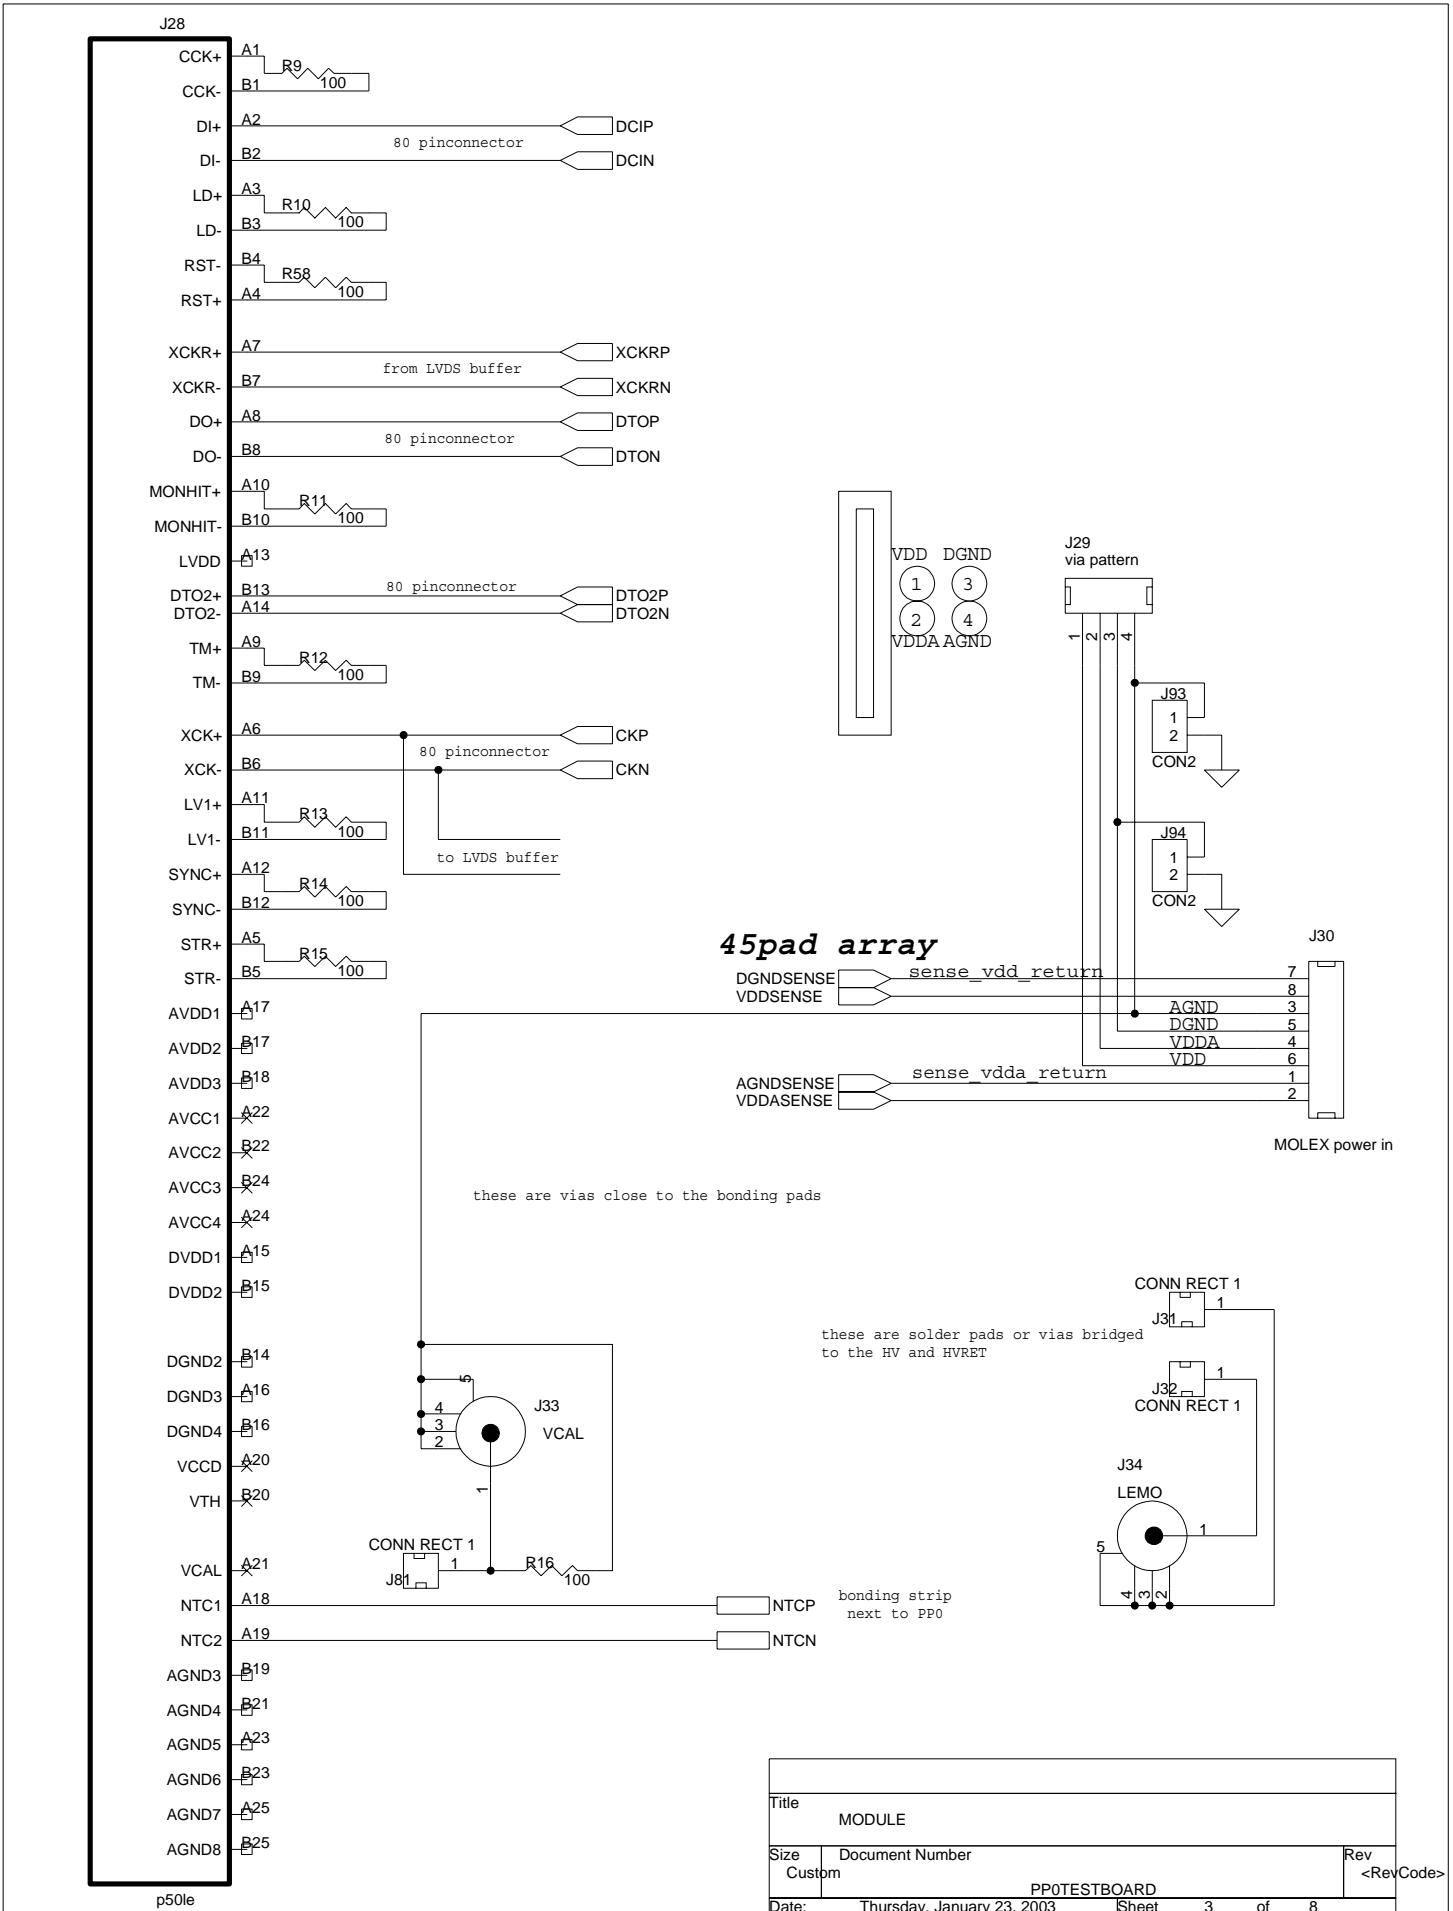 J28
CCK+ A1
R9
100
CCK- B1
DI+ A2
DCIP
80 pinconnector
DI- B2
DCIN
LD+ A3
R10
100
LD- B3
RST- B4
R58
100
RST+ A4
XCKR+ A7
XCKRP
from LVDS buffer
XCKR- B7
XCKRN
DO+ A8
DTOP
80 pinconnector
DO- B8
DTON
MONHIT+ A10
R11
100
MONHIT- B10
LVDD A13
80 pinconnector
DTO2+ B13
DTO2P
DTO2- A14
DTO2N
TM+ A9
R12
100
TM- B9
XCK+ A6
CKP
80 pinconnector
XCK- B6
CKN
LV1+ A11
R13
100
LV1- B11
to LVDS buffer
SYNC+ A12
R14
100
SYNC- B12
STR+ A5
R15
100
STR- B5
AVDD1 A17
AVDD2 B17
AVDD3 B18
AVCC1 A22
AVCC2 B22
AVCC3 B24
AVCC4 A24
DVDD1 A15
DVDD2 B15
DGND2 B14
DGND3 A16
DGND4 B16
VCCD A20
VTH B20
VCAL A21
NTC1 A18
NTCP
NTC2 A19
NTCN
AGND3 B19
AGND4 B21
AGND5 A23
AGND6 B23
AGND7 A25
AGND8 B25
p50le
VDD DGND
1 3
2 4
VDDA AGND
J29
via pattern
1 2 3 4
J93
1
2
CON2
J94
1
2
CON2
45pad array
J30
DGNDSENSE sense_vdd_return 7
VDDSENSE 8
AGND 3
DGND 5
VDDA 4
VDD 6
AGNDSENSE sense_vdda_return 1
VDDASENSE 2
MOLEX power in
these are vias close to the bonding pads
5
4
3
2
J33
VCAL
1
CONN RECT 1
J81
1
R16
100
bonding strip
next to PP0
CONN RECT 1
1
J31
these are solder pads or vias bridged
to the HV and HVRET
1
J32
CONN RECT 1
J34
LEMO
1
5
4 3 2
Title
MODULE
Size
Custom
Document Number
PP0TESTBOARD
Rev
<RevCode>
Date: Thursday, January 23, 2003 Sheet 3 of 8